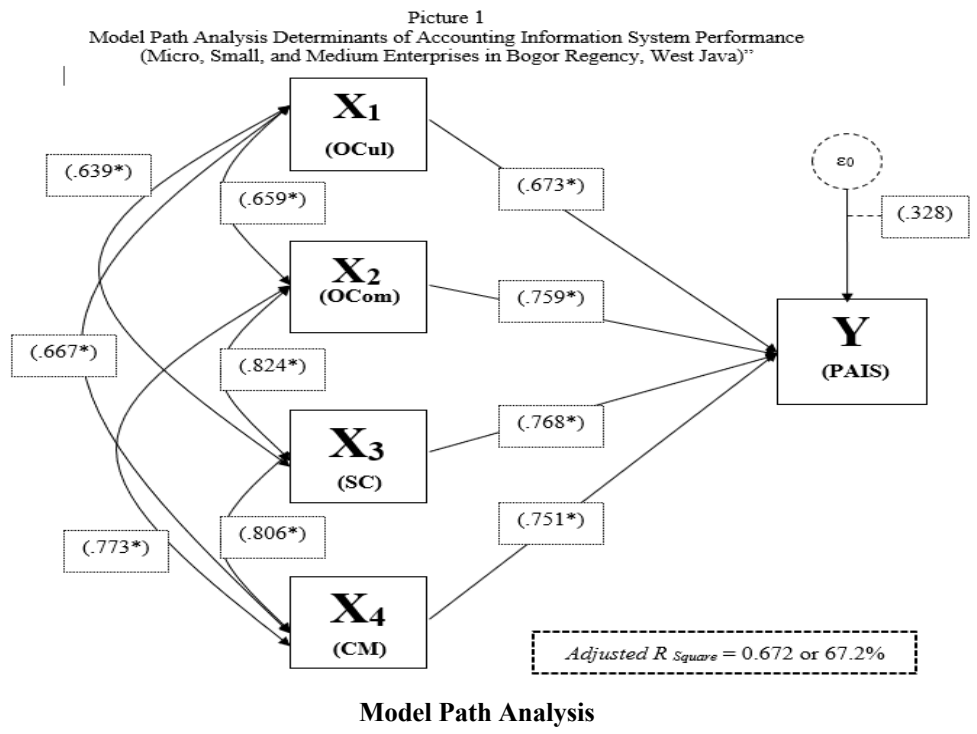 Picture 1
Model Path Analysis Determinants of Accounting Information System Performance
(Micro, Small, and Medium Enterprises in Bogor Regency, West Java)”
X1
(OCul)
(.639*)
(.659*)
(.673*)
ε0
(.328)
X2
(OCom)
(.759*)
Y
(PAIS)
(.667*)
(.824*)
X3
(SC)
(.768*)
(.773*)
(.806*)
(.751*)
X4
(CM)
Adjusted R Square = 0.672 or 67.2%
Model Path Analysis